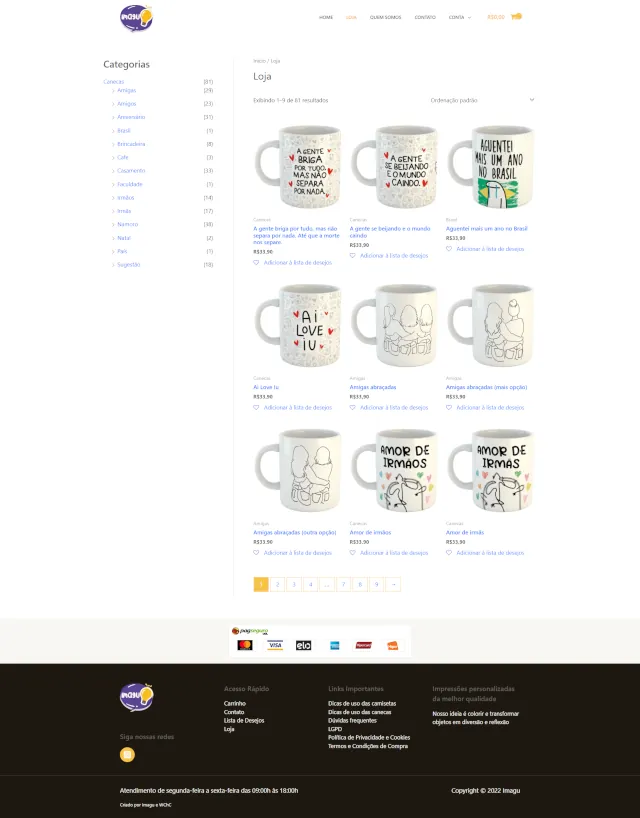 imagu
HOME
LOJA
QUEM SOMOS
CONTATO
CONTA
R$0,00
Categorias
Canecas (81)
Amigas (29)
Amigos (23)
Aniversário (31)
Brasil (1)
Brincadeira (8)
Cafe (3)
Casamento (33)
Faculdade (1)
Irmãos (14)
Irmãs (17)
Namoro (38)
Natal (2)
Pais (1)
Sugestão (18)
Início / Loja
Loja
Exibindo 1–9 de 81 resultados
Ordenação padrão
A GENTE
BRIGA
POR TUDO,
MAS NÃO
SEPARA
POR NADA.
Canecas
A gente briga por tudo, mas não
separa por nada. Até que a morte
nos separe.
R$33,90
Adicionar à lista de desejos
A GENTE
SE BEIJANDO
E O MUNDO
CAINDO.
Canecas
A gente se beijando e o mundo
caindo
R$33,90
Adicionar à lista de desejos
AGUENTEI
MAIS UM ANO
NO BRASIL
Brasil
Aguentei mais um ano no Brasil
R$33,90
Adicionar à lista de desejos
Ai
LOVE
iU
Canecas
Ai Love Iu
R$33,90
Adicionar à lista de desejos
Amigas
Amigas abraçadas
R$33,90
Adicionar à lista de desejos
Amigas
Amigas abraçadas (mais opção)
R$33,90
Adicionar à lista de desejos
Amigas
Amigas abraçadas (outra opção)
R$33,90
Adicionar à lista de desejos
AMOR DE
IRMÃOS
Canecas
Amor de irmãos
R$33,90
Adicionar à lista de desejos
AMOR DE
IRMÃS
Canecas
Amor de irmãs
R$33,90
Adicionar à lista de desejos
1 2 3 4 … 7 8 9 →
pagseguro
VISA
elo
imagu
Siga nossas redes
Acesso Rápido
Carrinho
Contato
Lista de Desejos
Loja
Links Importantes
Dicas de uso das camisetas
Dicas de uso das canecas
Dúvidas frequentes
LGPD
Política de Privacidade e Cookies
Termos e Condições de Compra
Impressões personalizadas
da melhor qualidade
Nosso ideia é colorir e transformar
objetos em diversão e reflexão
Atendimento de segunda-feira a sexta-feira das 09:00h às 18:00h
Copyright © 2022 Imagu
Criado por Imagu e WChC